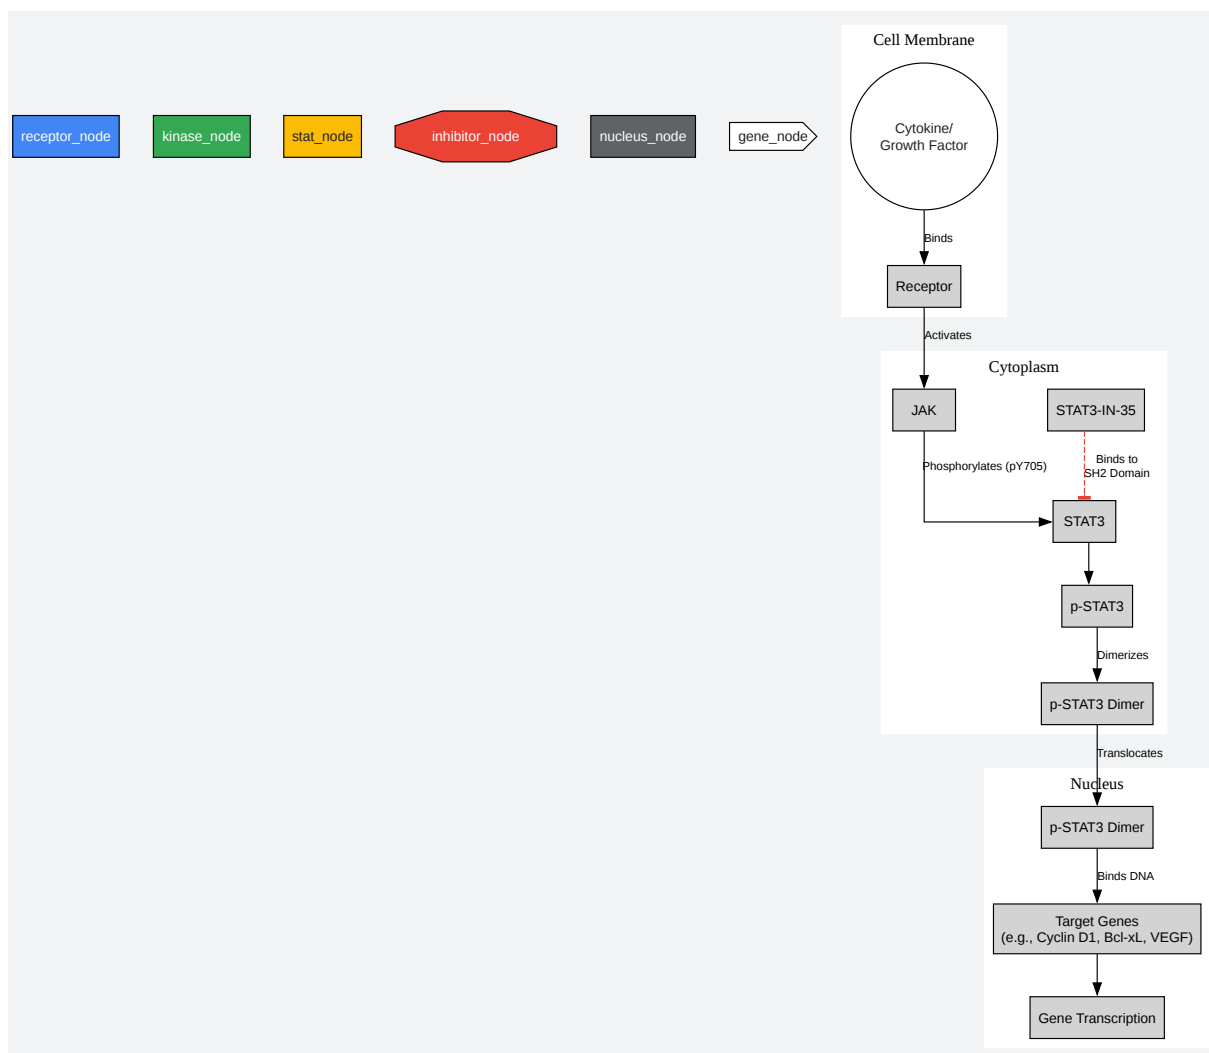 Cell Membrane
receptor_node
kinase_node
stat_node
inhibitor_node
nucleus_node
gene_node
Cytokine/
Growth Factor
Binds
Receptor
Activates
Cytoplasm
JAK
STAT3-IN-35
Phosphorylates (pY705)
Binds to
SH2 Domain
STAT3
p-STAT3
Dimerizes
p-STAT3 Dimer
Translocates
Nucleus
p-STAT3 Dimer
Binds DNA
Target Genes
(e.g., Cyclin D1, Bcl-xL, VEGF)
Gene Transcription